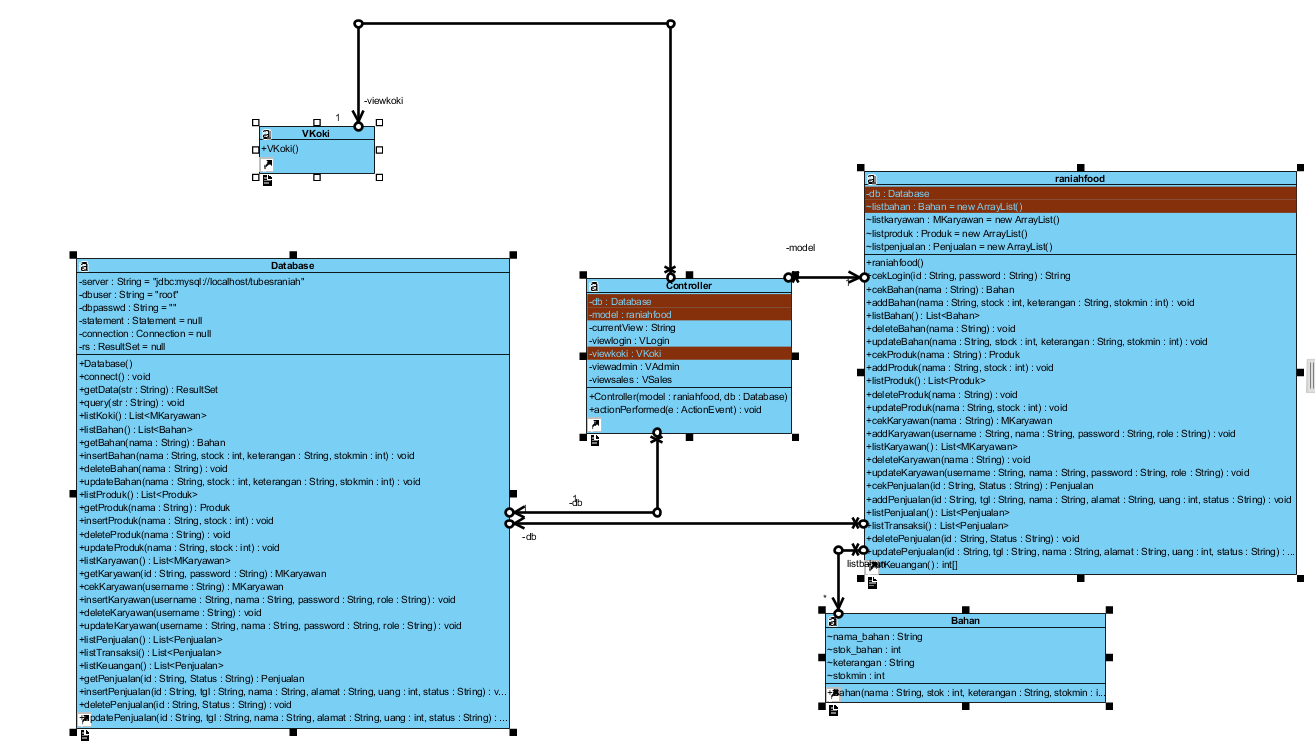 -viewkoki
1
VKoki
+VKoki()
Database
-server : String = "jdbc:mysql://localhost/tubesraniah"
-dbuser : String = "root"
-dbpasswd : String = ""
-statement : Statement = null
-connection : Connection = null
-rs : ResultSet = null
+Database()
+connect() : void
+getData(str : String) : ResultSet
+query(str : String) : void
+listKoki() : List<MKaryawan>
+listBahan() : List<Bahan>
+getBahan(nama : String) : Bahan
+insertBahan(nama : String, stock : int, keterangan : String, stokmin : int) : void
+deleteBahan(nama : String) : void
+updateBahan(nama : String, stock : int, keterangan : String, stokmin : int) : void
+listProduk() : List<Produk>
+getProduk(nama : String) : Produk
+insertProduk(nama : String, stock : int) : void
+deleteProduk(nama : String) : void
+updateProduk(nama : String, stock : int) : void
+listKaryawan() : List<MKaryawan>
+getKaryawan(id : String, password : String) : MKaryawan
+cekKaryawan(username : String) : MKaryawan
+insertKaryawan(username : String, nama : String, password : String, role : String) : void
+deleteKaryawan(username : String) : void
+updateKaryawan(username : String, nama : String, password : String, role : String) : void
+listPenjualan() : List<Penjualan>
+listTransaksi() : List<Penjualan>
+listKeuangan() : List<Penjualan>
+getPenjualan(id : String, Status : String) : Penjualan
+insertPenjualan(id : String, tgl : String, nama : String, alamat : String, uang : int, status : String) : v...
+deletePenjualan(id : String, Status : String) : void
updatePenjualan(id : String, tgl : String, nama : String, alamat : String, uang : int, status : String) : ...
Controller
-db : Database
-model : raniahfood
-currentView : String
-viewlogin : VLogin
-viewkoki : VKoki
-viewadmin : VAdmin
-viewsales : VSales
+Controller(model : raniahfood, db : Database)
+actionPerformed(e : ActionEvent) : void
-model
1
1
-db
-db
raniahfood
-db : Database
~listbahan : Bahan = new ArrayList()
~listkaryawan : MKaryawan = new ArrayList()
~listproduk : Produk = new ArrayList()
~listpenjualan : Penjualan = new ArrayList()
+raniahfood()
+cekLogin(id : String, password : String) : String
+cekBahan(nama : String) : Bahan
+addBahan(nama : String, stock : int, keterangan : String, stokmin : int) : void
+listBahan() : List<Bahan>
+deleteBahan(nama : String) : void
+updateBahan(nama : String, stock : int, keterangan : String, stokmin : int) : void
+cekProduk(nama : String) : Produk
+addProduk(nama : String, stock : int) : void
+listProduk() : List<Produk>
+deleteProduk(nama : String) : void
+updateProduk(nama : String, stock : int) : void
+cekKaryawan(nama : String) : MKaryawan
+addKaryawan(username : String, nama : String, password : String, role : String) : void
+listKaryawan() : List<MKaryawan>
+deleteKaryawan(nama : String) : void
+updateKaryawan(username : String, nama : String, password : String, role : String) : void
+cekPenjualan(id : String, Status : String) : Penjualan
+addPenjualan(id : String, tgl : String, nama : String, alamat : String, uang : int, status : String) : void
+listPenjualan() : List<Penjualan>
+listTransaksi() : List<Penjualan>
+deletePenjualan(id : String, Status : String) : void
+updatePenjualan(id : String, tgl : String, nama : String, alamat : String, uang : int, status : String) : ...
Keuangan() : int[]
*
Bahan
~nama_bahan : String
~stok_bahan : int
~keterangan : String
~stokmin : int
+Bahan(nama : String, stok : int, keterangan : String, stokmin : i...